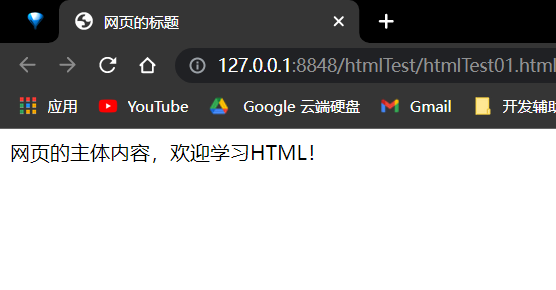 网页的标题
127.0.0.1:8848/htmlTest/htmlTest01.html
应用 YouTube Google 云端硬盘 Gmail 开发辅助
网页的主体内容，欢迎学习HTML！